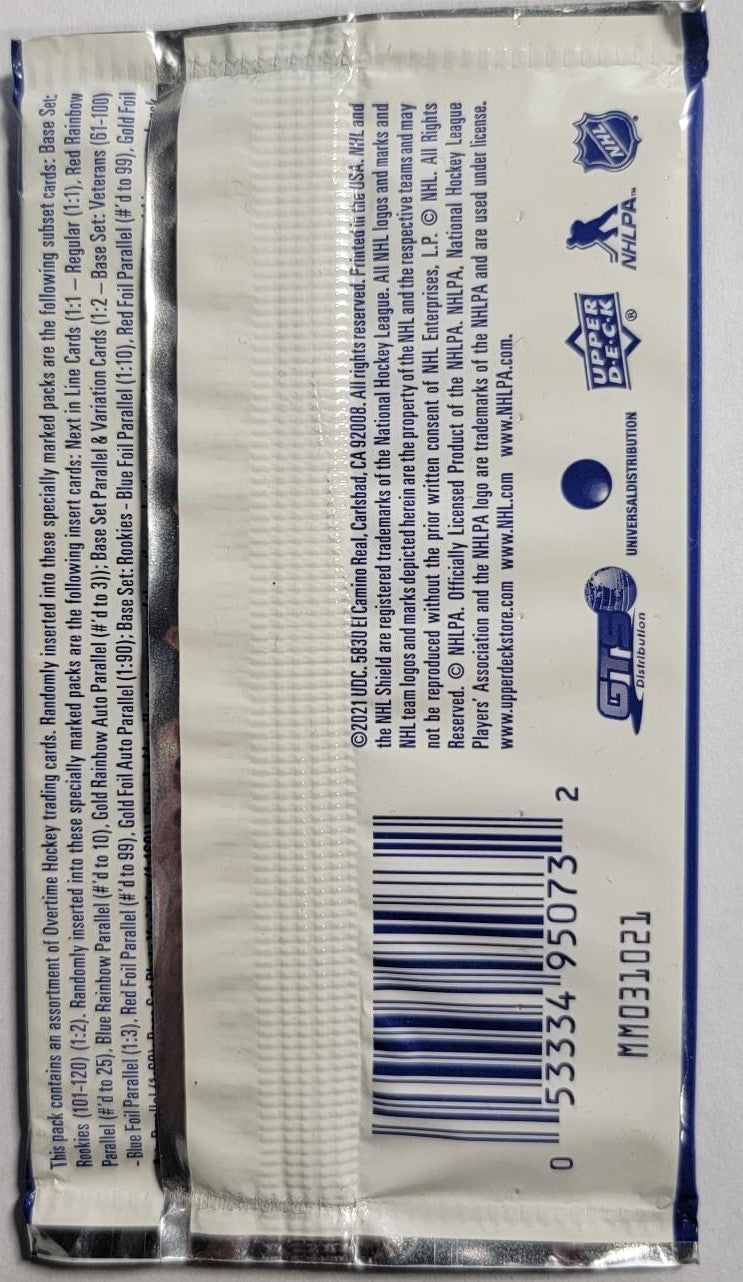 This pack contains an assortment of Overtime Hockey trading cards. Randomly inserted into these specially marked packs are the following subset cards: Base Set:
Rookies (101-120) (1:2). Randomly inserted into these specially marked packs are the following insert cards: Next in Line Cards (1:1 – Regular (1:1), Red Rainbow
Parallel (#'d to 25), Blue Rainbow Parallel (#'d to 10), Gold Rainbow Auto Parallel (#'d to 3)); Base Set Parallel & Variation Cards (1:2 – Base Set: Veterans (61-100)
- Blue Foil Parallel (1:3), Red Foil Parallel (#'d to 99), Gold Foil Auto Parallel (1:90); Base Set: Rookies - Blue Foil Parallel (1:10), Red Foil Parallel (#'d to 99), Gold Foil
©2021 UDC. 5830 El Camino Real, Carlsbad, CA 92008. All rights reserved. Printed in the USA. NHL and
the NHL Shield are registered trademarks of the National Hockey League. All NHL logos and marks and
NHL team logos and marks depicted herein are the property of the NHL and the respective teams and may
not be reproduced without the prior written consent of NHL Enterprises, L.P. © NHL. All Rights
Reserved. © NHLPA. Officially Licensed Product of the NHLPA. NHLPA, National Hockey League
Players' Association and the NHLPA logo are trademarks of the NHLPA and are used under license.
www.upperdeckstore.com www.NHL.com www.NHLPA.com.
0 53334 95073 2
MM031021
GTS
Distribution
UNIVERSALDISTRIBUTION
UPPER
D·E·C·K ®
NHLPA™
NHL